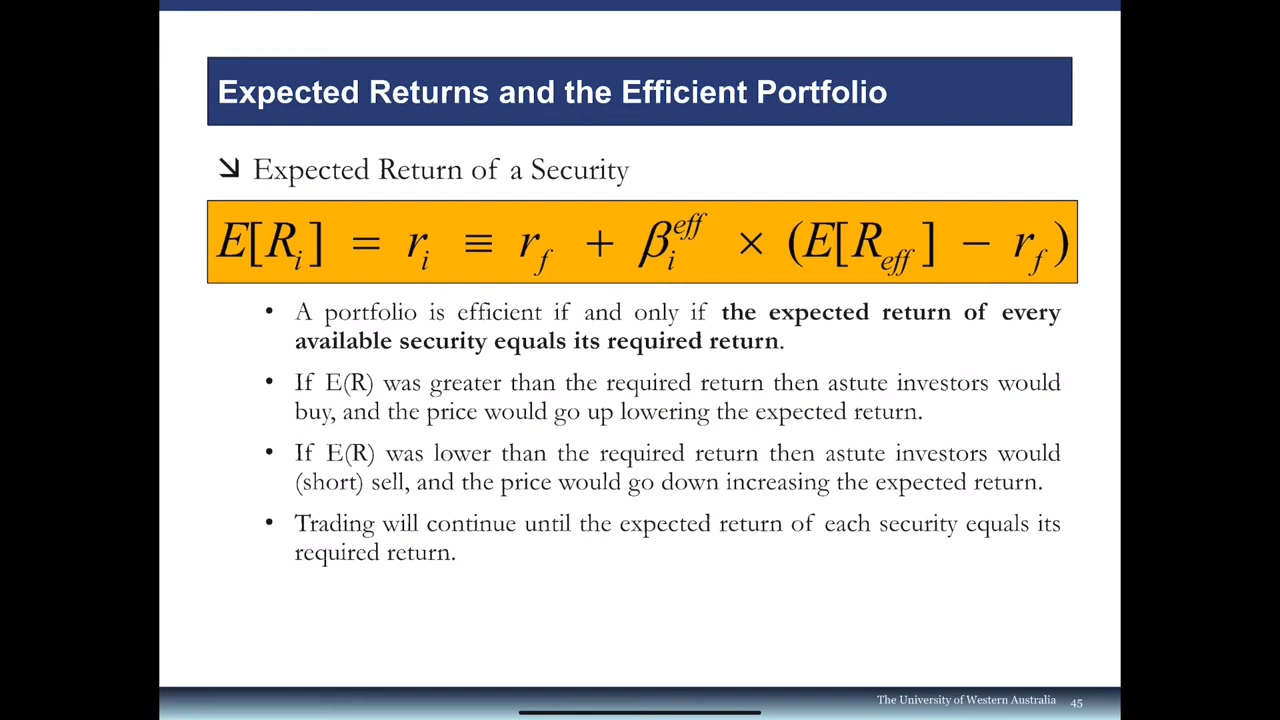 Expected Returns and the Efficient Portfolio
Expected Return of a Security
E[R_i] = r_i ≡ r_f + β_i^{eff} × (E[R_{eff}] − r_f)
• A portfolio is efficient if and only if the expected return of every
available security equals its required return.
• If E(R) was greater than the required return then astute investors would
buy, and the price would go up lowering the expected return.
• If E(R) was lower than the required return then astute investors would
(short) sell, and the price would go down increasing the expected return.
• Trading will continue until the expected return of each security equals its
required return.
The University of Western Australia 45